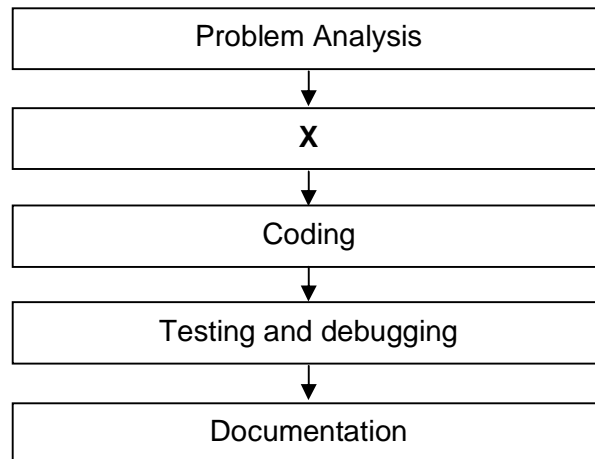 Problem Analysis
X
Coding
Testing and debugging
Documentation